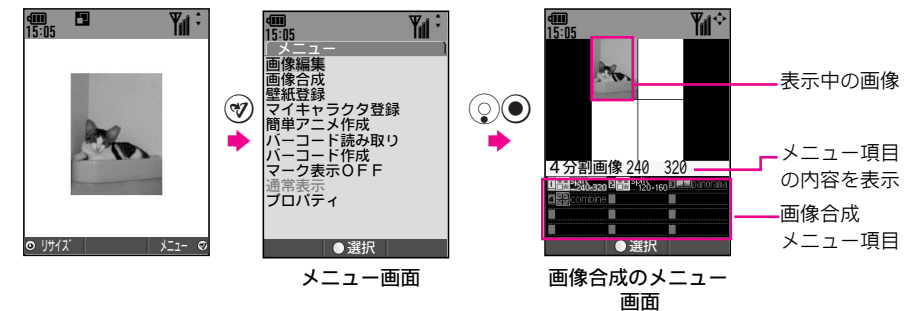 15:05
リサイズ
メニュー
15:05
メニュー
画像編集
画像合成
壁紙登録
マイキャラクタ登録
簡単アニメ作成
バーコード読み取り
バーコード作成
マーク表示OFF
通常表示
プロパティ
選択
メニュー画面
15:05
4分割画像 240 320
1 240×320 2 120×160 3 panorama
4 combine
選択
画像合成のメニュー
画面
表示中の画像
メニュー項目
の内容を表示
画像合成
メニュー項目